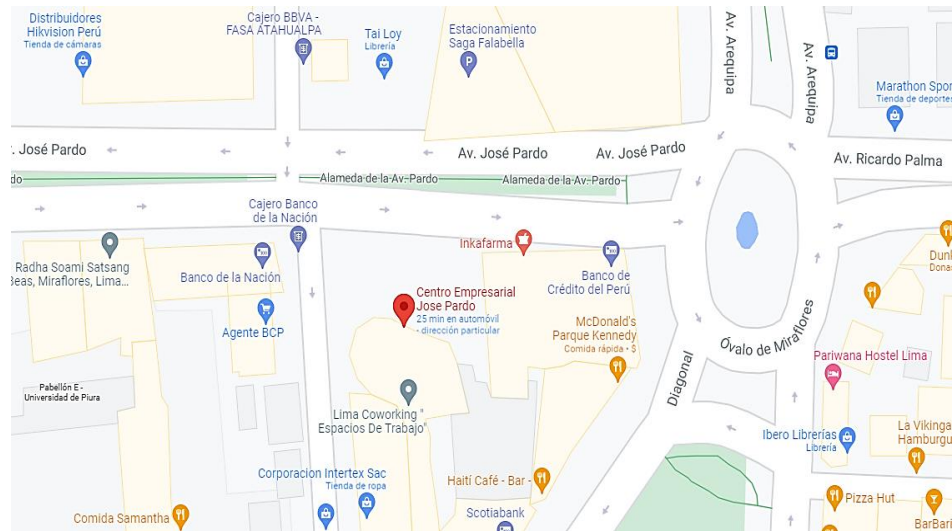 Distribuidores
Hikvision Perú
Tienda de cámaras
Cajero BBVA -
FASA ATAHUALPA
Tai Loy
Librería
Estacionamiento
Saga Falabella
P
Av. Arequipa
Av. Arequipa
Marathon Spor
Tienda de deportes
. José Pardo
Av. José Pardo
Av. José Pardo
Av. Ricardo Palma
do
Alameda de la Av. Pardo
Alameda de la Av. Pardo
Cajero Banco
de la Nación
Inkafarma
Radha Soami Satsang
Beas, Miraflores, Lima...
Banco de la Nación
Banco de
Crédito del Perú
Dunk
Donas
Centro Empresarial
Jose Pardo
25 min en automóvil
- dirección particular
Agente BCP
McDonald's
Parque Kennedy
Comida rápida • $
Óvalo de Miraflores
Pariwana Hostel Lima
Diagonal
Pabellón E -
Universidad de Piura
Lima Coworking "
Espacios De Trabajo"
Ibero Librerías
Librería
La Vikinga
Hamburgu
Corporacion Intertex Sac
Tienda de ropa
Haití Café - Bar -
Pizza Hut
Comida Samantha
Scotiabank
BarBar